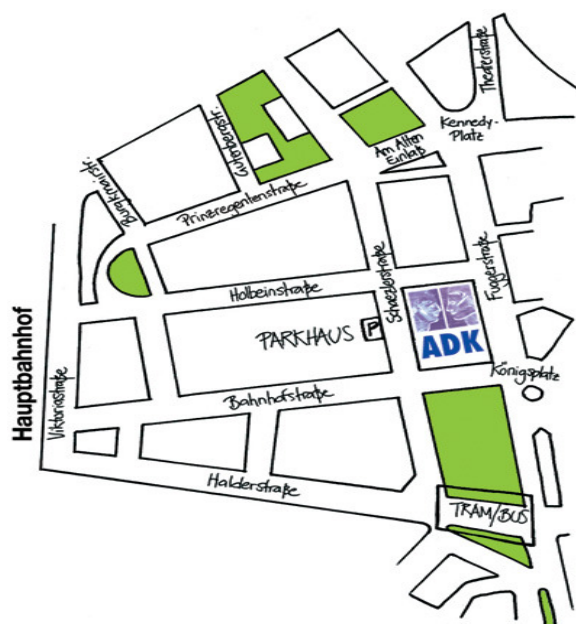 Theaterstraße
Kennedy-
Platz
Gutenbergstr.
Am Alten
Einlaß
Burgkmairstr.
Prinzregentenstraße
Schaezlerstraße
Fuggerstraße
Holbeinstraße
Hauptbahnhof
Viktoriastraße
PARKHAUS
P
ADK
Königsplatz
Bahnhofstraße
Halderstraße
TRAM/BUS